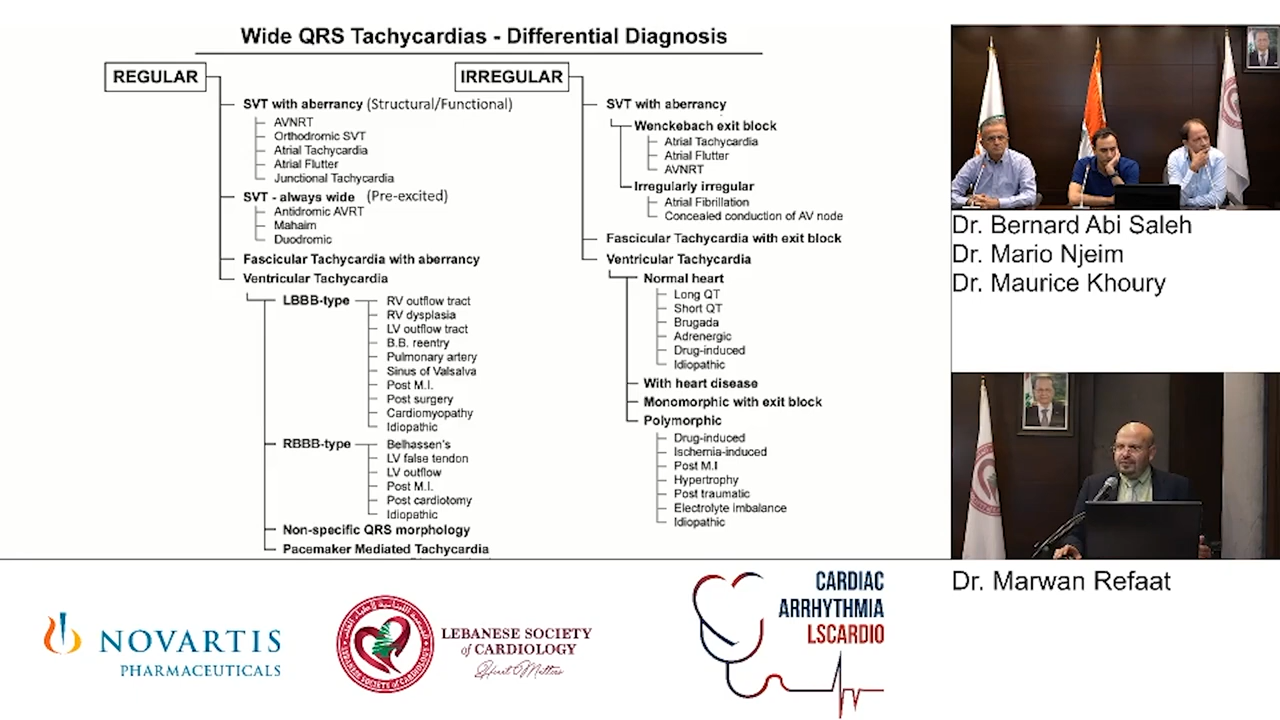 Wide QRS Tachycardias - Differential Diagnosis
REGULAR
SVT with aberrancy (Structural/Functional)
AVNRT
Orthodromic SVT
Atrial Tachycardia
Atrial Flutter
Junctional Tachycardia
SVT - always wide (Pre-excited)
Antidromic AVRT
Mahaim
Duodromic
Fascicular Tachycardia with aberrancy
Ventricular Tachycardia
LBBB-type
RV outflow tract
RV dysplasia
LV outflow tract
B.B. reentry
Pulmonary artery
Sinus of Valsalva
Post M.I.
Post surgery
Cardiomyopathy
Idiopathic
RBBB-type
Belhassen's
LV false tendon
LV outflow
Post M.I.
Post cardiotomy
Idiopathic
Non-specific QRS morphology
Pacemaker Mediated Tachycardia
IRREGULAR
SVT with aberrancy
Wenckebach exit block
Atrial Tachycardia
Atrial Flutter
AVNRT
Irregularly irregular
Atrial Fibrillation
Concealed conduction of AV node
Fascicular Tachycardia with exit block
Ventricular Tachycardia
Normal heart
Long QT
Short QT
Brugada
Adrenergic
Drug-induced
Idiopathic
With heart disease
Monomorphic with exit block
Polymorphic
Drug-induced
Ischemia-induced
Post M.I
Hypertrophy
Post traumatic
Electrolyte imbalance
Idiopathic
Dr. Bernard Abi Saleh
Dr. Mario Njeim
Dr. Maurice Khoury
Dr. Marwan Refaat
NOVARTIS
PHARMACEUTICALS
LEBANESE SOCIETY OF CARDIOLOGY
LEBANESE SOCIETY
of CARDIOLOGY
Heart Matters
CARDIAC
ARRHYTHMIA
LSCARDIO